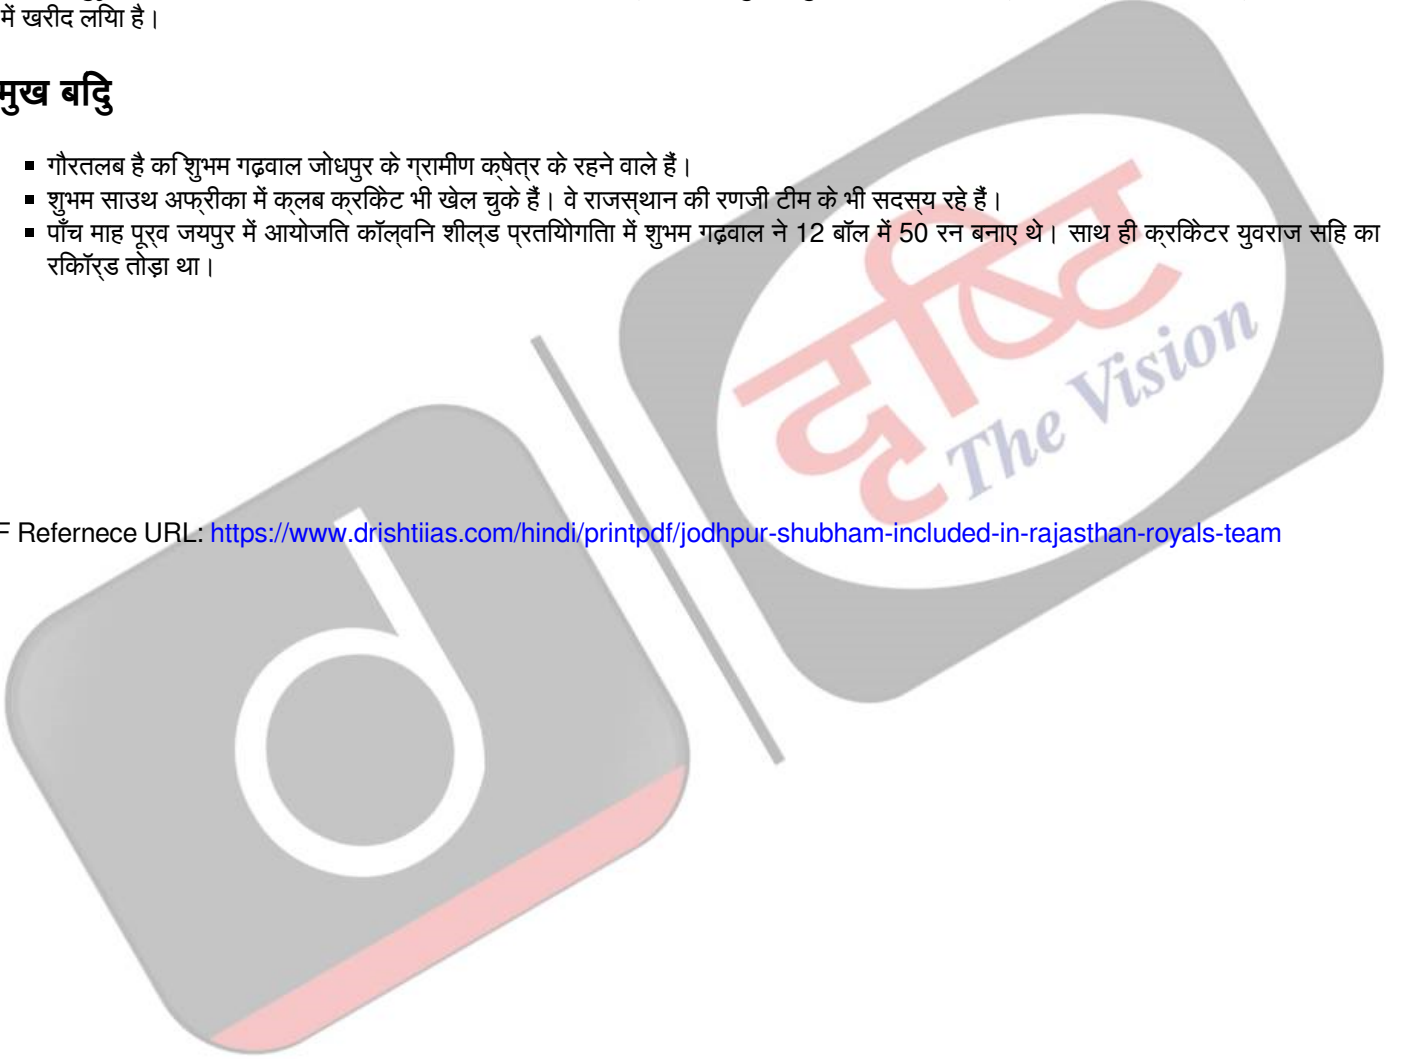 में खरीद लिया है।
मुख बिंदु
▪ गौरतलब है कि शुभम गढ़वाल जोधपुर के ग्रामीण क्षेत्र के रहने वाले हैं।
▪ शुभम साउथ अफ्रीका में क्लब क्रिकेट भी खेल चुके हैं। वे राजस्थान की रणजी टीम के भी सदस्य रहे हैं।
▪ पाँच माह पूर्व जयपुर में आयोजित कॉल्विन शील्ड प्रतियोगिता में शुभम गढ़वाल ने 12 बॉल में 50 रन बनाए थे। साथ ही क्रिकेटर युवराज सिंह का
रिकॉर्ड तोड़ा था।
दृष्टि
The Vision
F Refernece URL: https://www.drishtiias.com/hindi/printpdf/jodhpur-shubham-included-in-rajasthan-royals-team
d